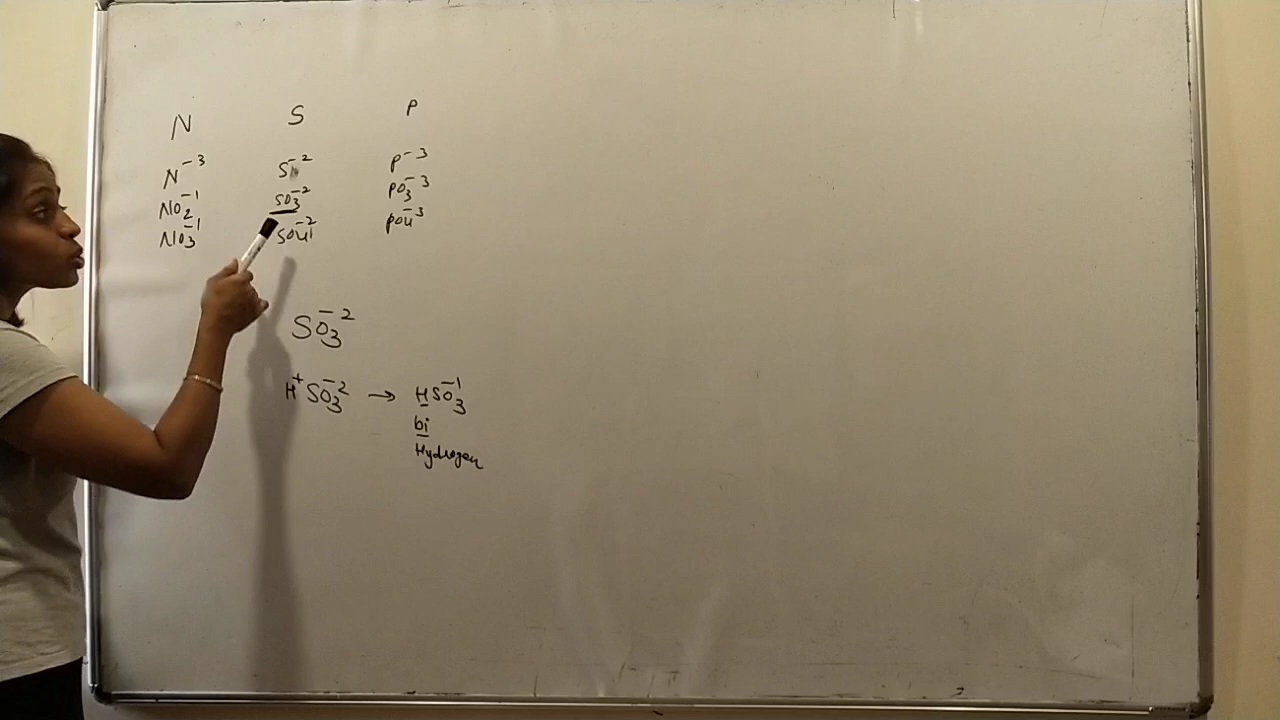 N S P
N⁻³ S⁻² P⁻³
NO₂⁻¹ SO₃⁻² PO₃⁻³
NO₃⁻¹ SO₄⁻² PO₄⁻³
SO₃⁻²
H⁺SO₃⁻² → HSO₃⁻¹
bi
Hydrogen